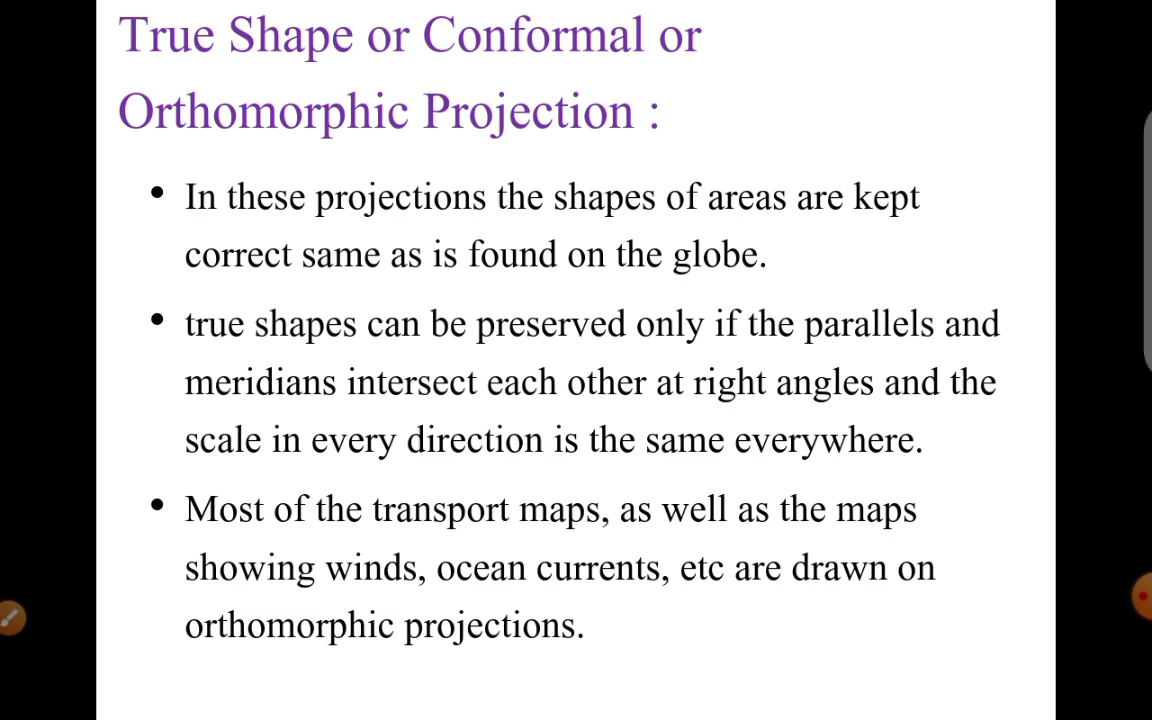 True Shape or Conformal or
Orthomorphic Projection :
• In these projections the shapes of areas are kept
correct same as is found on the globe.
• true shapes can be preserved only if the parallels and
meridians intersect each other at right angles and the
scale in every direction is the same everywhere.
• Most of the transport maps, as well as the maps
showing winds, ocean currents, etc are drawn on
orthomorphic projections.